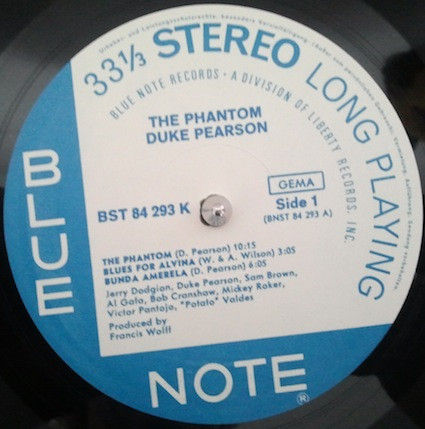 33⅓ STEREO LONG PLAYING
BLUE NOTE RECORDS · A DIVISION OF LIBERTY RECORDS, INC.
THE PHANTOM
DUKE PEARSON
BST 84 293 K
GEMA
Side 1
(BNST 84 293 A)
THE PHANTOM (D. Pearson) 10:15
BLUES FOR ALVINA (W. & A. Wilson) 3:05
BUNDA AMERELA (D. Pearson) 6:05
Jerry Dodgion, Duke Pearson, Sam Brown,
Al Gafa, Bob Cranshaw, Mickey Roker,
Victor Pantoja, "Potato" Valdes
Produced by
Francis Wolff
BLUE
NOTE ®